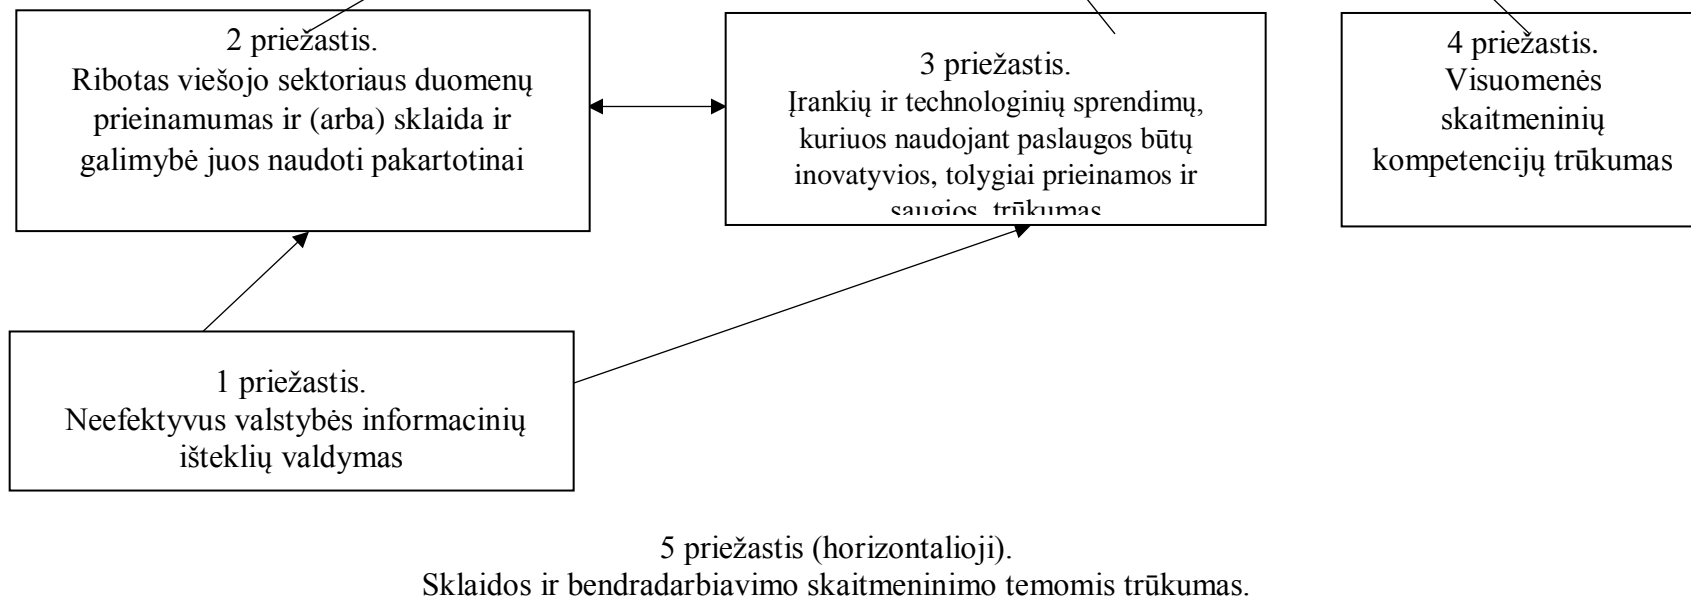 2 priežastis.
Ribotas viešojo sektoriaus duomenų
prieinamumas ir (arba) sklaida ir
galimybė juos naudoti pakartotinai
3 priežastis.
Įrankių ir technologinių sprendimų,
kuriuos naudojant paslaugos būtų
inovatyvios, tolygiai prieinamos ir
saugios, trūkumas
4 priežastis.
Visuomenės
skaitmeninių
kompetencijų trūkumas
1 priežastis.
Neefektyvus valstybės informacinių
išteklių valdymas
5 priežastis (horizontalioji).
Sklaidos ir bendradarbiavimo skaitmeninimo temomis trūkumas.